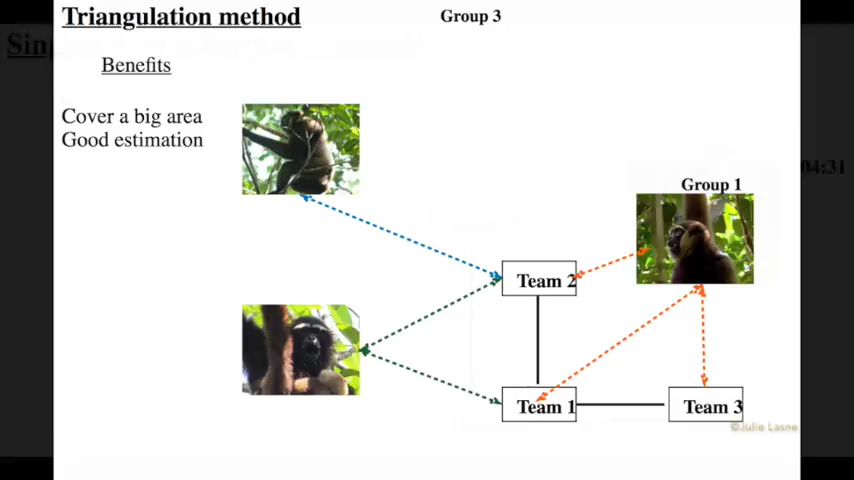 Triangulation method
Group 3
Benefits
Cover a big area
Good estimation
04:31
Group 1
Team 2
Team 1
Team 3
©Julie Lasne